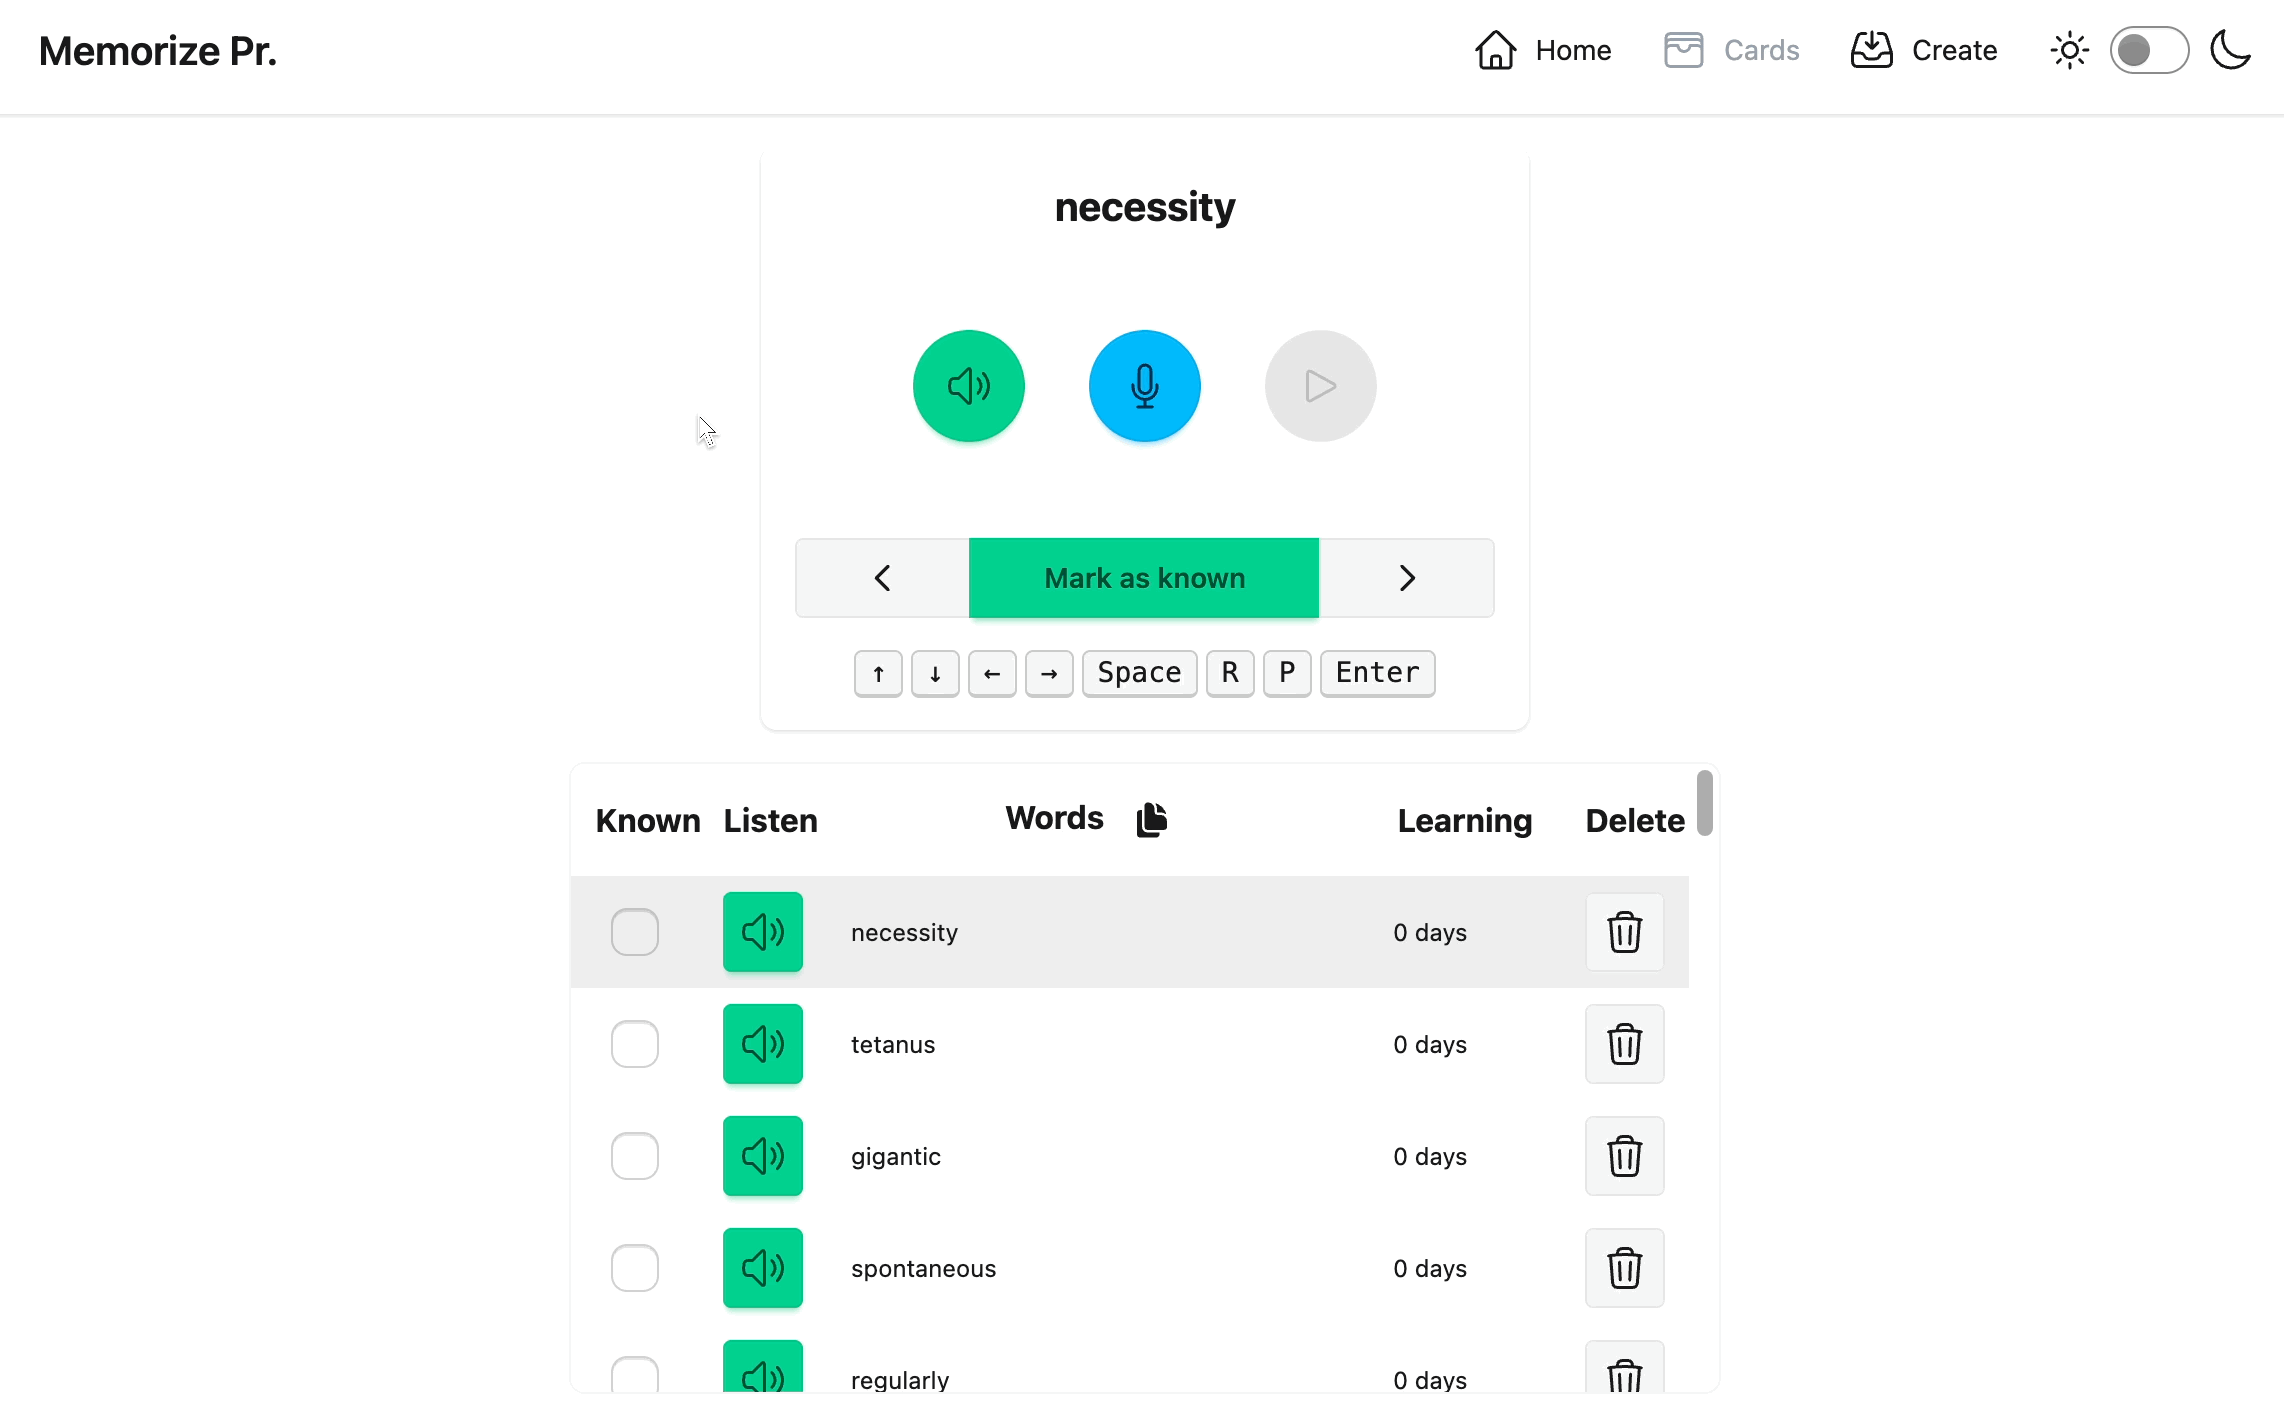 Memorize Pr.
Home
Cards
Create
necessity
Mark as known
↑ ↓ ← → Space R P Enter
Known Listen Words Learning Delete
necessity 0 days
tetanus 0 days
gigantic 0 days
spontaneous 0 days
regularly 0 days